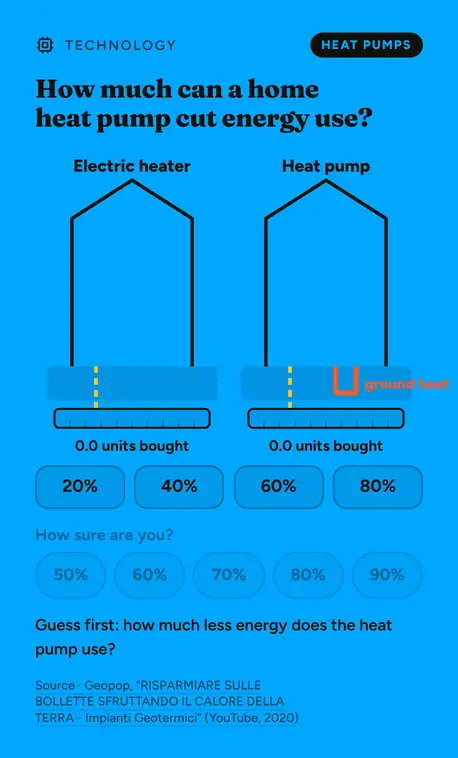 TECHNOLOGY
HEAT PUMPS
How much can a home
heat pump cut energy use?
Electric heater
Heat pump
ground heat
0.0 units bought
0.0 units bought
20%
40%
60%
80%
How sure are you?
50%
60%
70%
80%
90%
Guess first: how much less energy does the heat
pump use?
Source · Geopop, "RISPARMIARE SULLE
BOLLETTE SFRUTTANDO IL CALORE DELLA
TERRA - Impianti Geotermici" (YouTube, 2020)